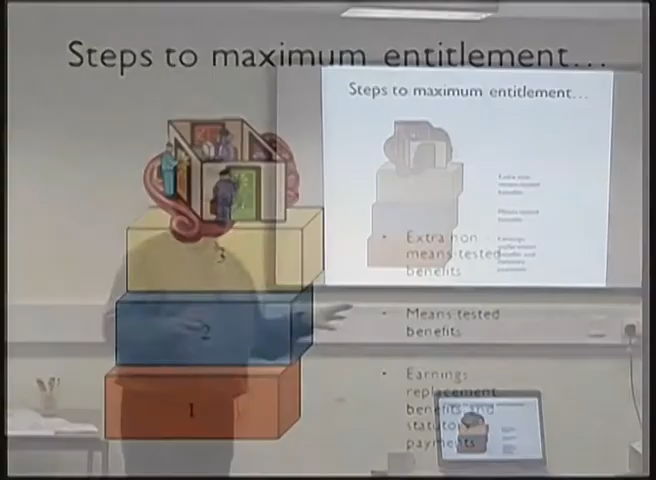 Steps to maximum entitlement...
Steps to maximum entitlement...
3
2
1
• Extra non
means-tested
benefits
• Means tested
benefits
• Earnings
replacement
benefits and
statutory
payments